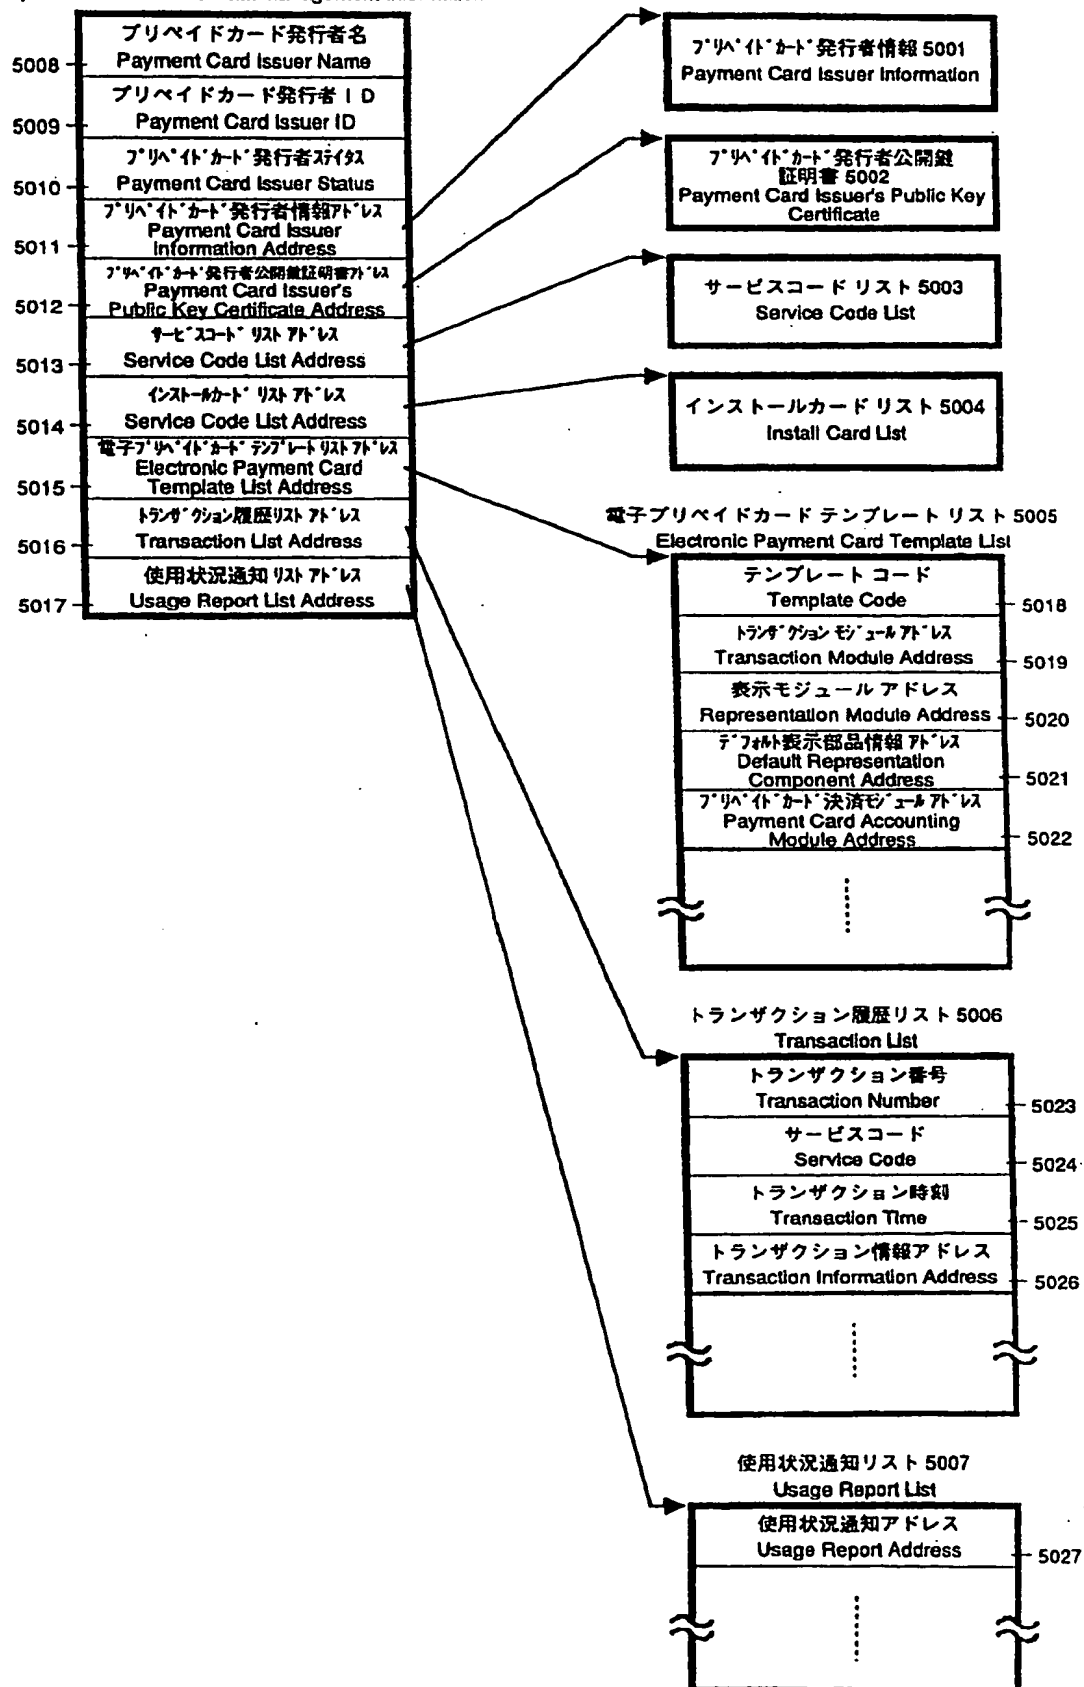 プリペイドカード発行者名
Payment Card Issuer Name
5008
プリペイドカード発行者ID
Payment Card Issuer ID
5009
プリペイドカード発行者ステイタス
Payment Card Issuer Status
5010
プリペイドカード発行者情報アドレス
Payment Card Issuer
Information Address
5011
プリペイドカード発行者公開鍵証明書アドレス
Payment Card Issuer's
Public Key Certificate Address
5012
サービスコード リスト アドレス
Service Code List Address
5013
インストールカード リスト アドレス
Service Code List Address
5014
電子プリペイドカード テンプレート リスト アドレス
Electronic Payment Card
Template List Address
5015
トランザクション履歴リスト アドレス
Transaction List Address
5016
使用状況通知 リスト アドレス
Usage Report List Address
5017
プリペイドカード発行者情報 5001
Payment Card Issuer Information
プリペイドカード発行者公開鍵
証明書 5002
Payment Card Issuer's Public Key
Certificate
サービスコード リスト 5003
Service Code List
インストールカード リスト 5004
Install Card List
電子プリペイドカード テンプレート リスト 5005
Electronic Payment Card Template List
テンプレート コード
Template Code
5018
トランザクション モジュール アドレス
Transaction Module Address
5019
表示モジュール アドレス
Representation Module Address
5020
デフォルト表示部品情報 アドレス
Default Representation
Component Address
5021
プリペイドカード決済モジュール アドレス
Payment Card Accounting
Module Address
5022
トランザクション履歴リスト 5006
Transaction List
トランザクション番号
Transaction Number
5023
サービスコード
Service Code
5024
トランザクション時刻
Transaction Time
5025
トランザクション情報アドレス
Transaction Information Address
5026
使用状況通知リスト 5007
Usage Report List
使用状況通知アドレス
Usage Report Address
5027